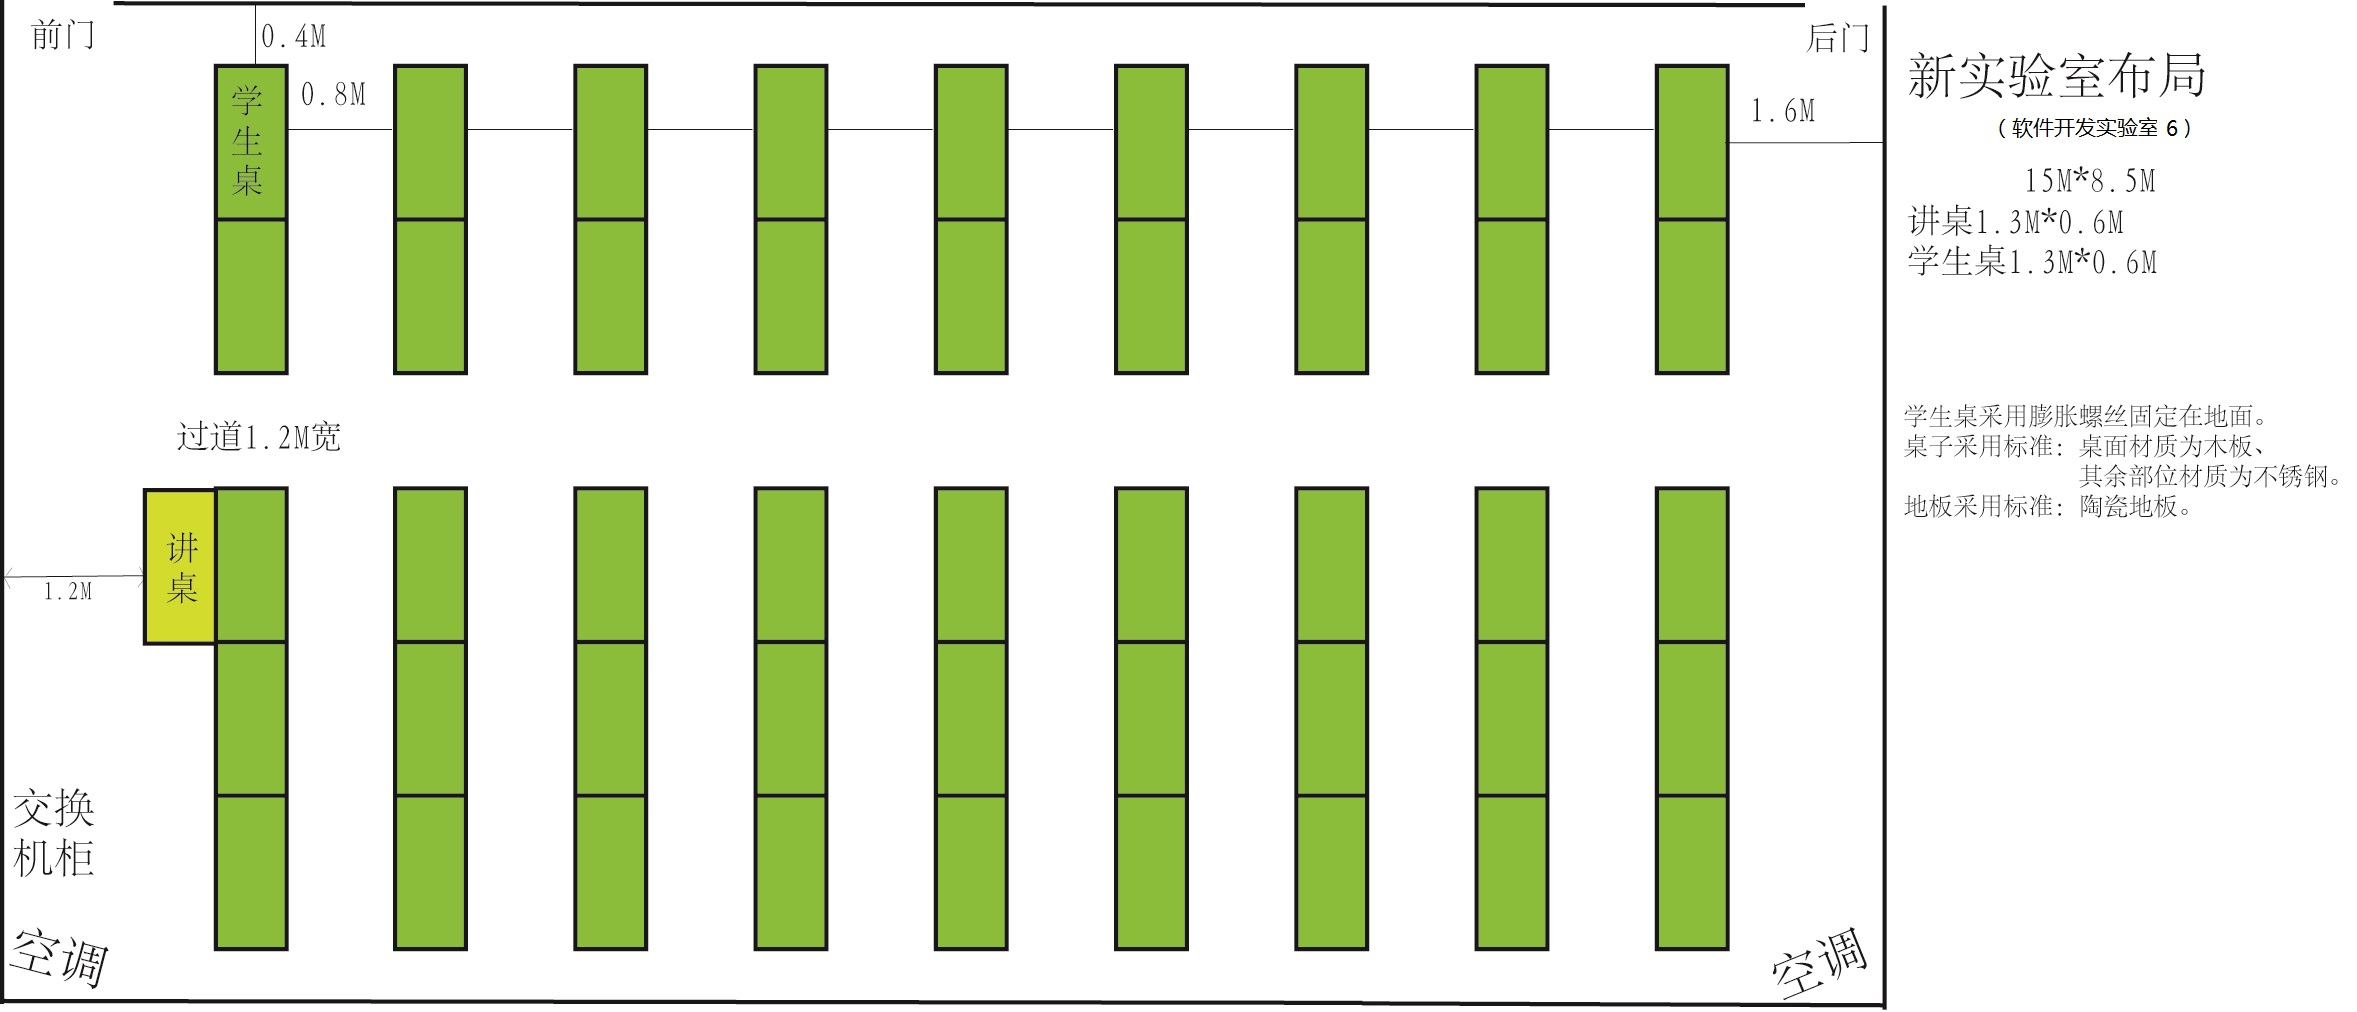 前门
0.4M
后门
学生桌
0.8M
1.6M
过道1.2M宽
讲桌
1.2M
交换
机柜
空调
空调
新实验室布局
（软件开发实验室 6）
15M*8.5M
讲桌1.3M*0.6M
学生桌1.3M*0.6M
学生桌采用膨胀螺丝固定在地面。
桌子采用标准：桌面材质为木板、
其余部位材质为不锈钢。
地板采用标准：陶瓷地板。